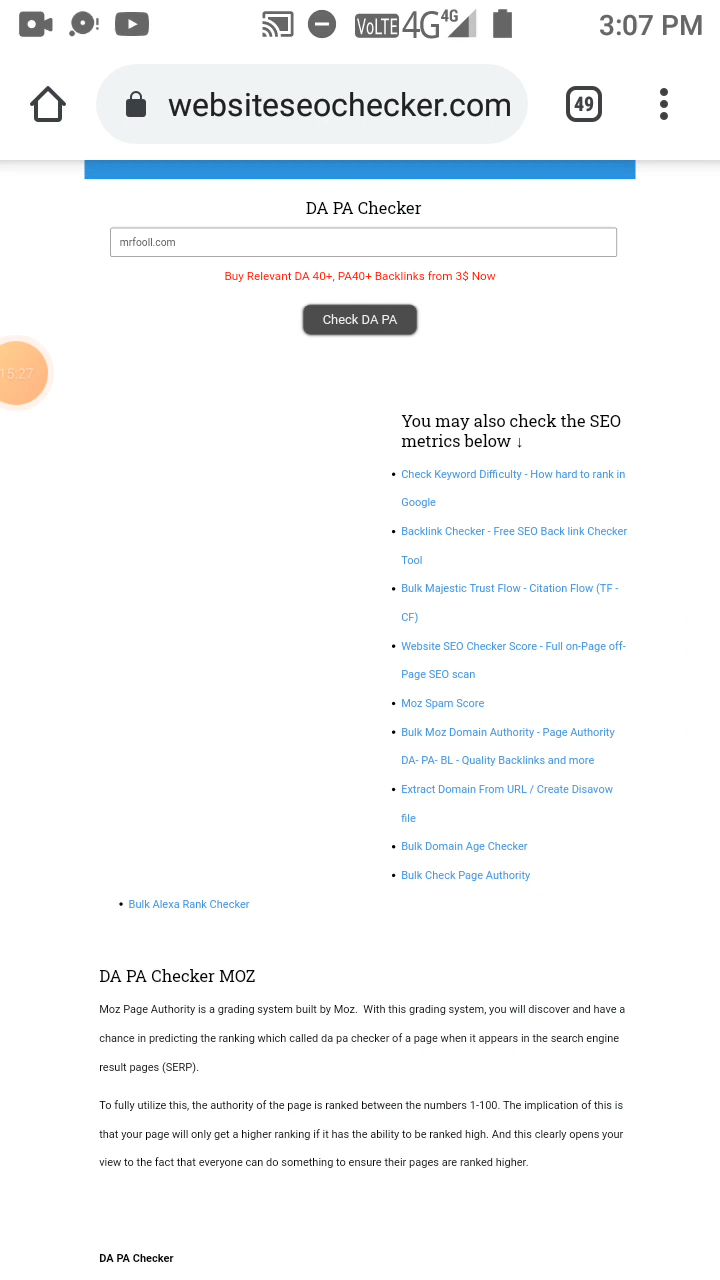 VoLTE 4G 4G 3:07 PM
websiteseochecker.com 49
DA PA Checker
mrfooll.com
Buy Relevant DA 40+, PA40+ Backlinks from 3$ Now
Check DA PA
15:27
You may also check the SEO
metrics below ↓
• Check Keyword Difficulty - How hard to rank in
Google
• Backlink Checker - Free SEO Back link Checker
Tool
• Bulk Majestic Trust Flow - Citation Flow (TF -
CF)
• Website SEO Checker Score - Full on-Page off-
Page SEO scan
• Moz Spam Score
• Bulk Moz Domain Authority - Page Authority
DA- PA- BL - Quality Backlinks and more
• Extract Domain From URL / Create Disavow
file
• Bulk Domain Age Checker
• Bulk Check Page Authority
• Bulk Alexa Rank Checker
DA PA Checker MOZ
Moz Page Authority is a grading system built by Moz.  With this grading system, you will discover and have a
chance in predicting the ranking which called da pa checker of a page when it appears in the search engine
result pages (SERP).
To fully utilize this, the authority of the page is ranked between the numbers 1-100. The implication of this is
that your page will only get a higher ranking if it has the ability to be ranked high. And this clearly opens your
view to the fact that everyone can do something to ensure their pages are ranked higher.
DA PA Checker